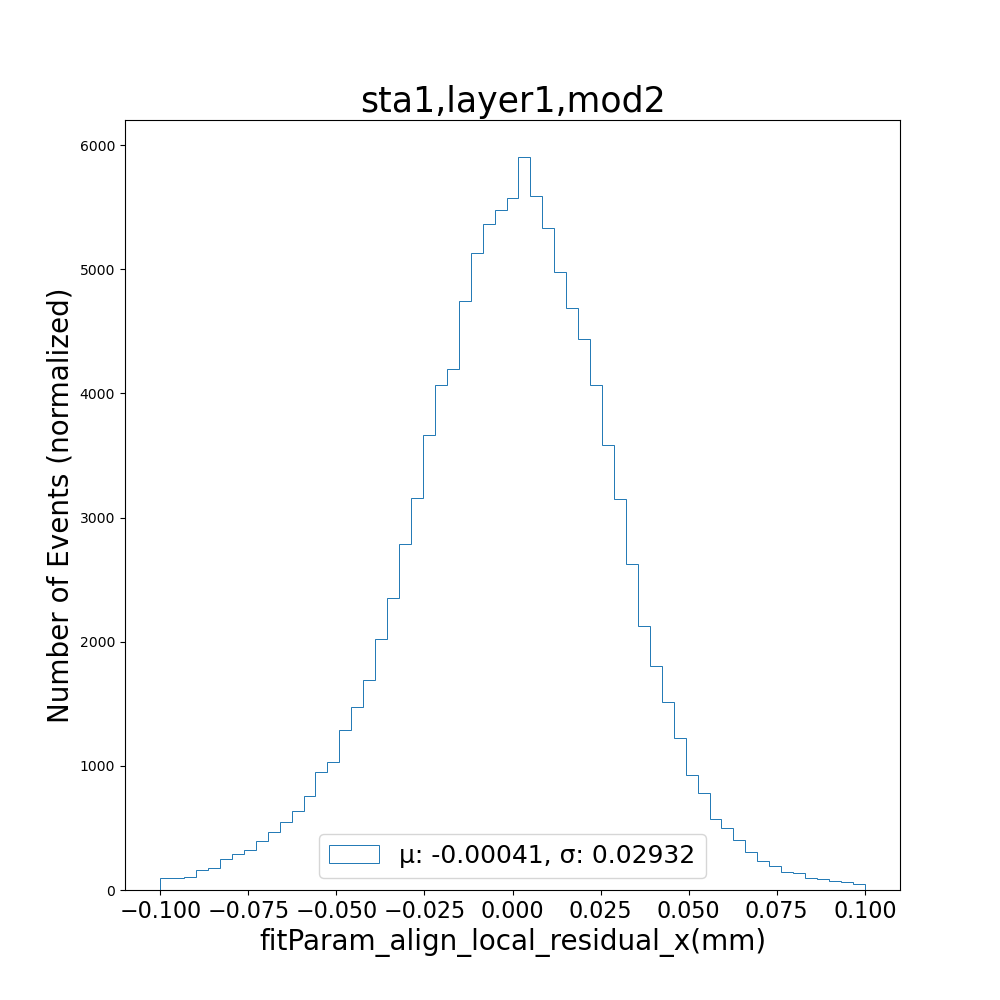 sta1,layer1,mod2
Number of Events (normalized)
6000
5000
4000
3000
2000
1000
0
μ: -0.00041, σ: 0.02932
−0.100 −0.075 −0.050 −0.025 0.000 0.025 0.050 0.075 0.100
fitParam_align_local_residual_x(mm)